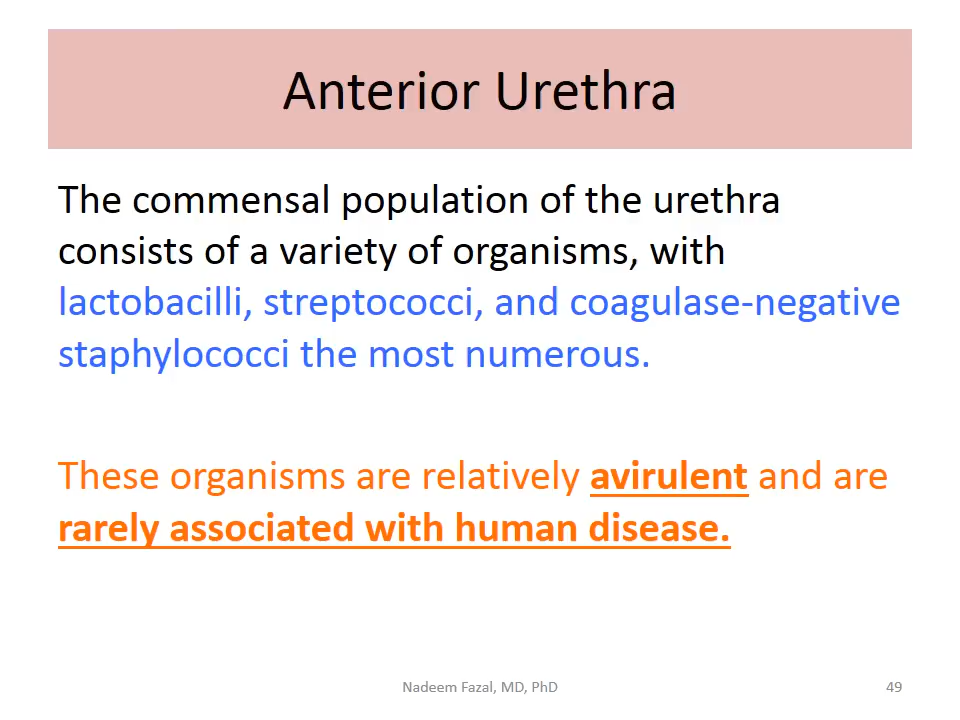 Anterior Urethra
The commensal population of the urethra
consists of a variety of organisms, with
lactobacilli, streptococci, and coagulase-negative
staphylococci the most numerous.
These organisms are relatively avirulent and are
rarely associated with human disease.
Nadeem Fazal, MD, PhD
49